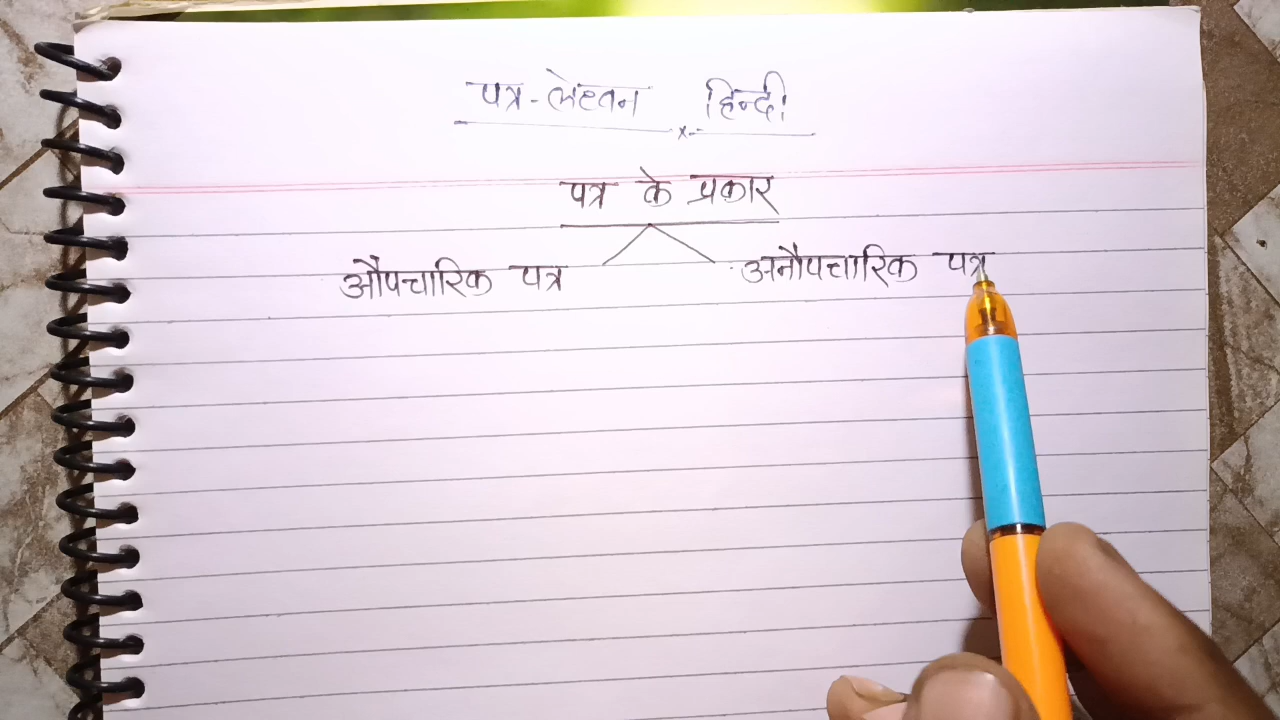 पत्र-लेखन हिन्दी
पत्र के प्रकार
औपचारिक पत्र अनौपचारिक पत्र